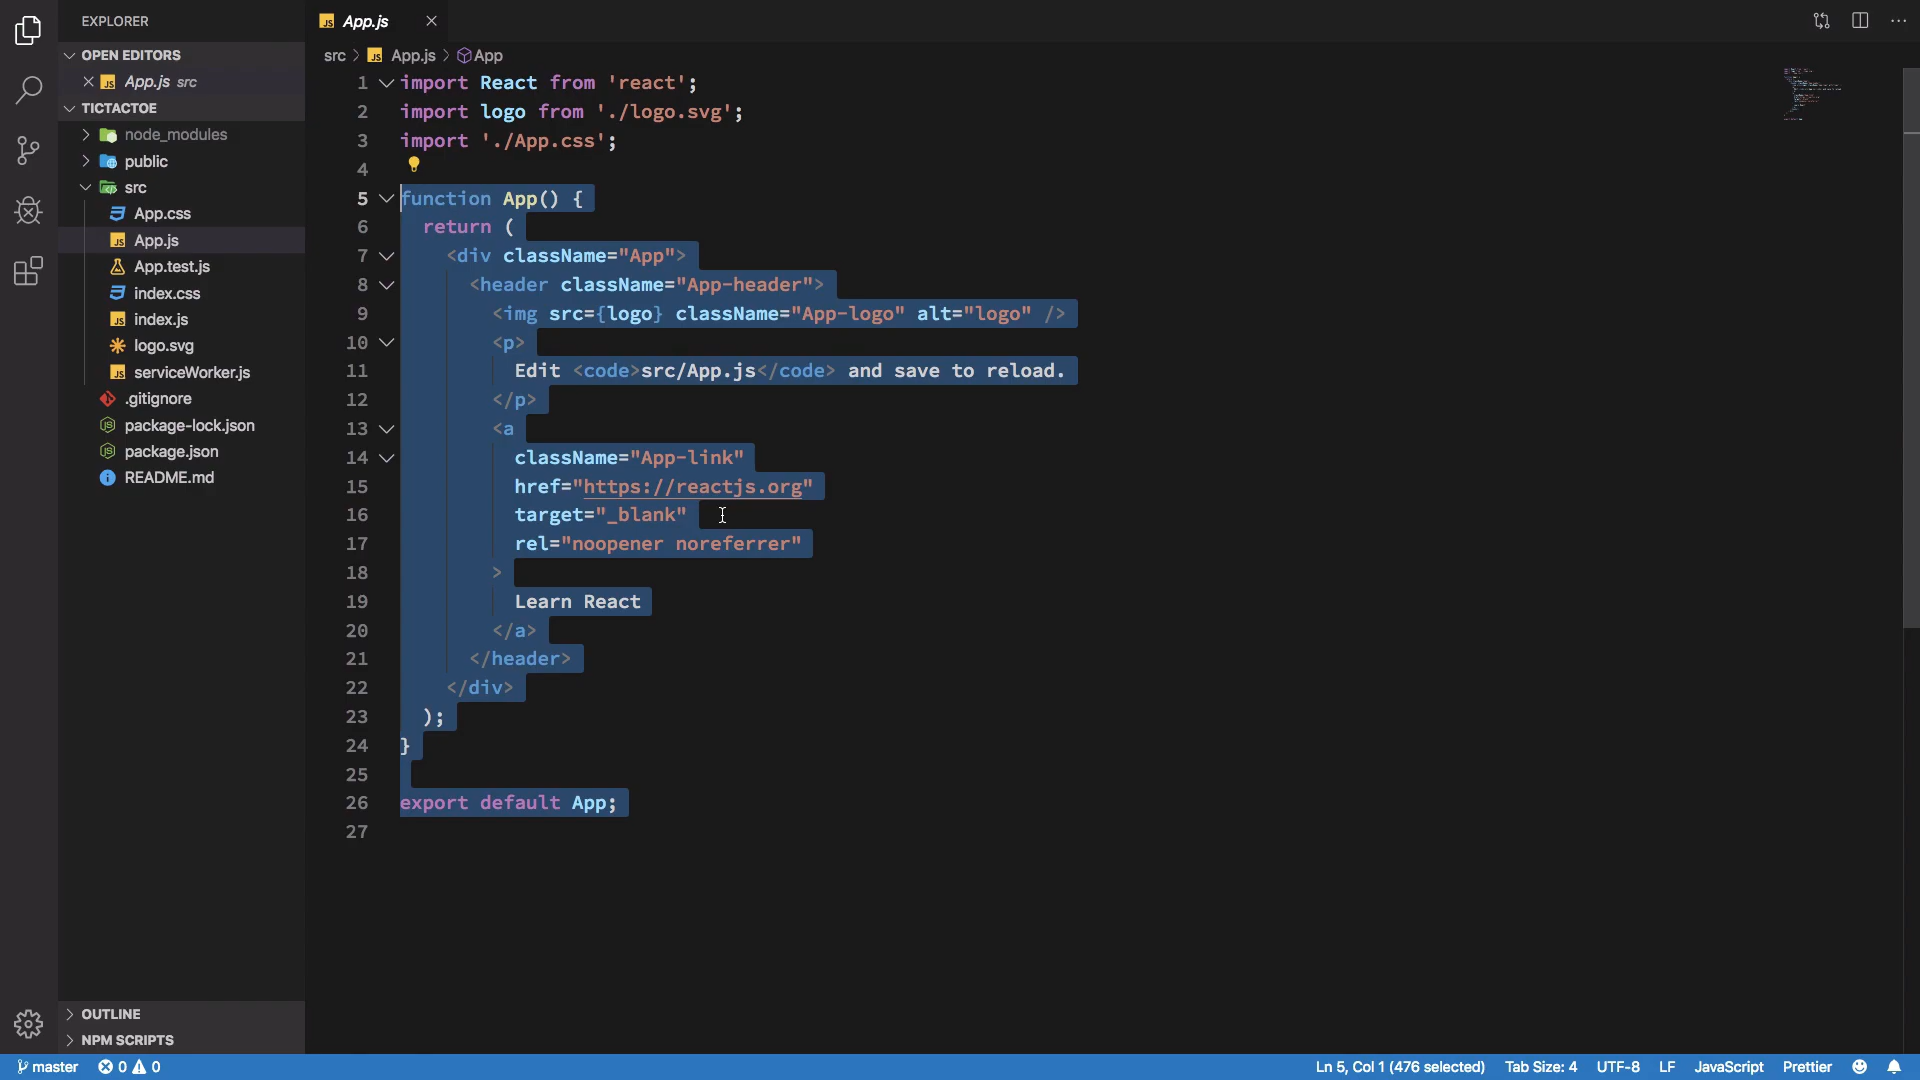 EXPLORER
OPEN EDITORS
App.js src
TICTACTOE
node_modules
public
src
App.css
App.js
App.test.js
index.css
index.js
logo.svg
serviceWorker.js
.gitignore
package-lock.json
package.json
README.md
OUTLINE
NPM SCRIPTS
JS App.js
src > JS App.js > App
1 import React from 'react';
2 import logo from './logo.svg';
3 import './App.css';
4
5 function App() {
6 return (
7 <div className="App">
8 <header className="App-header">
9 <img src={logo} className="App-logo" alt="logo" />
10 <p>
11 Edit <code>src/App.js</code> and save to reload.
12 </p>
13 <a
14 className="App-link"
15 href="https://reactjs.org"
16 target="_blank"
17 rel="noopener noreferrer"
18 >
19 Learn React
20 </a>
21 </header>
22 </div>
23 );
24 }
25
26 export default App;
27
master 0 0 Ln 5, Col 1 (476 selected) Tab Size: 4 UTF-8 LF JavaScript Prettier